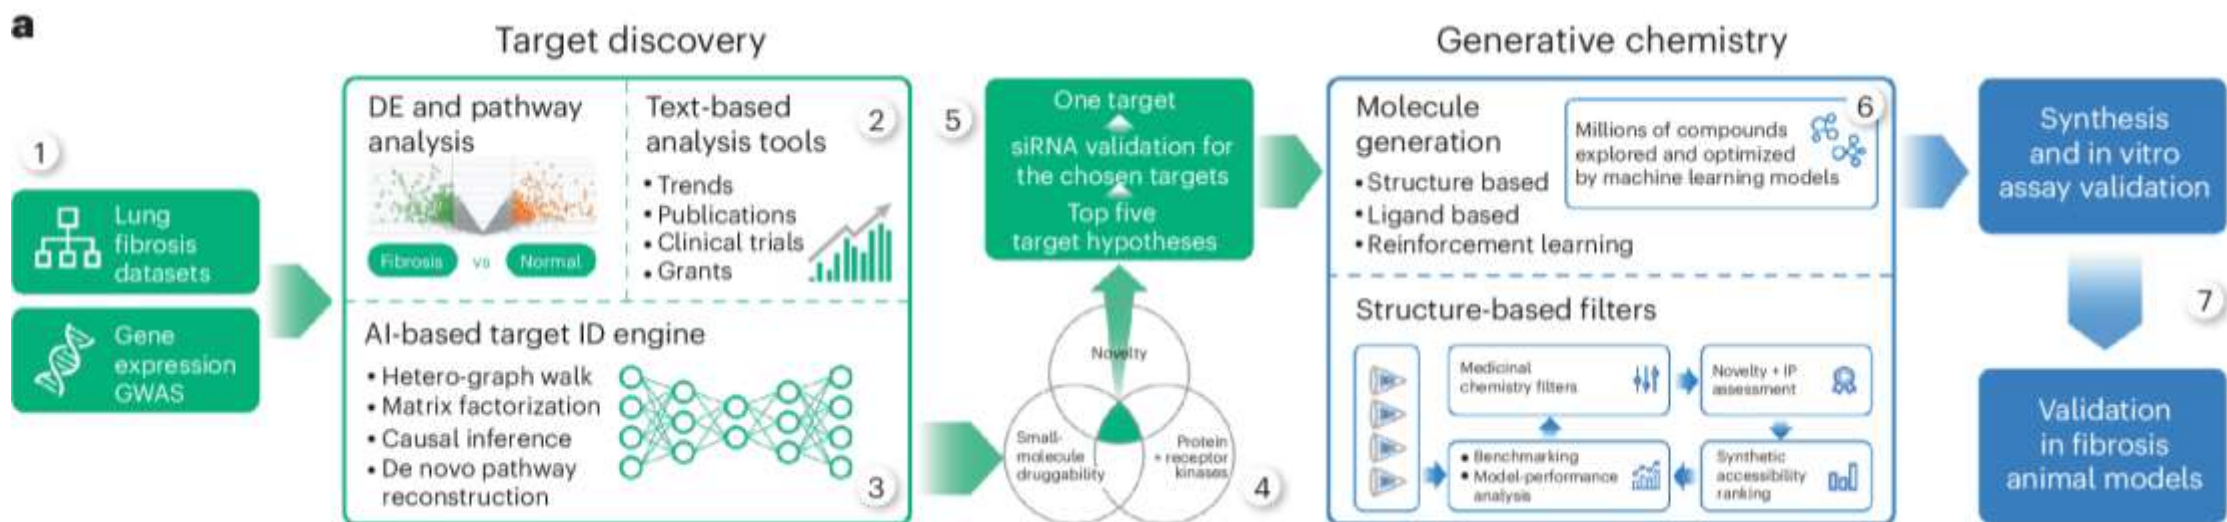 a
Target discovery
Generative chemistry
1
Lung
fibrosis
datasets
Gene
expression
GWAS
DE and pathway
analysis
Fibrosis vs Normal
Text-based
analysis tools
2
• Trends
• Publications
• Clinical trials
• Grants
AI-based target ID engine
• Hetero-graph walk
• Matrix factorization
• Causal inference
• De novo pathway
reconstruction
3
Novelty
Small-
molecule
druggability
Protein
+ receptor
kinases
4
5
One target
siRNA validation for
the chosen targets
Top five
target hypotheses
Molecule
generation
• Structure based
• Ligand based
• Reinforcement learning
6
Millions of compounds
explored and optimized
by machine learning models
Structure-based filters
Medicinal
chemistry filters
Novelty + IP
assessment
• Benchmarking
• Model-performance
analysis
Synthetic
accessibility
ranking
Synthesis
and in vitro
assay validation
7
Validation
in fibrosis
animal models